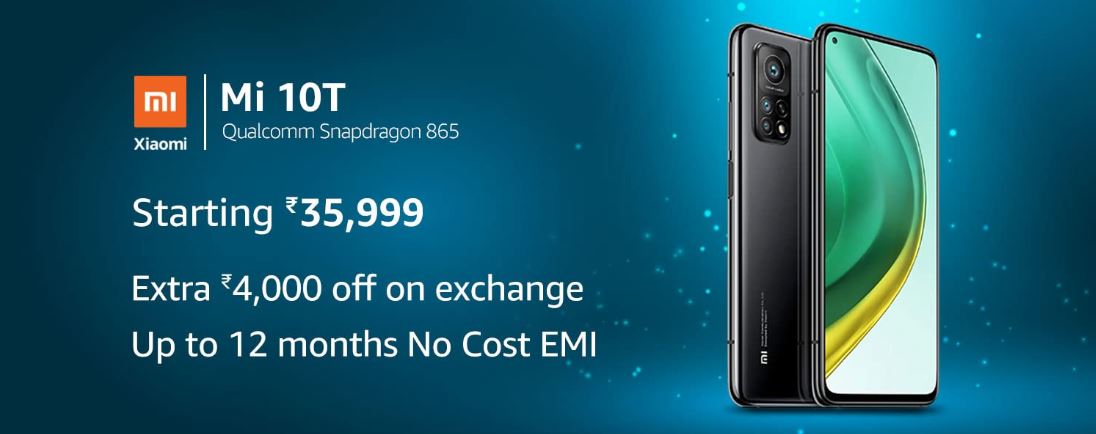 mi
Xiaomi
Mi 10T
Qualcomm Snapdragon 865
Starting ₹35,999
Extra ₹4,000 off on exchange
Up to 12 months No Cost EMI
mi